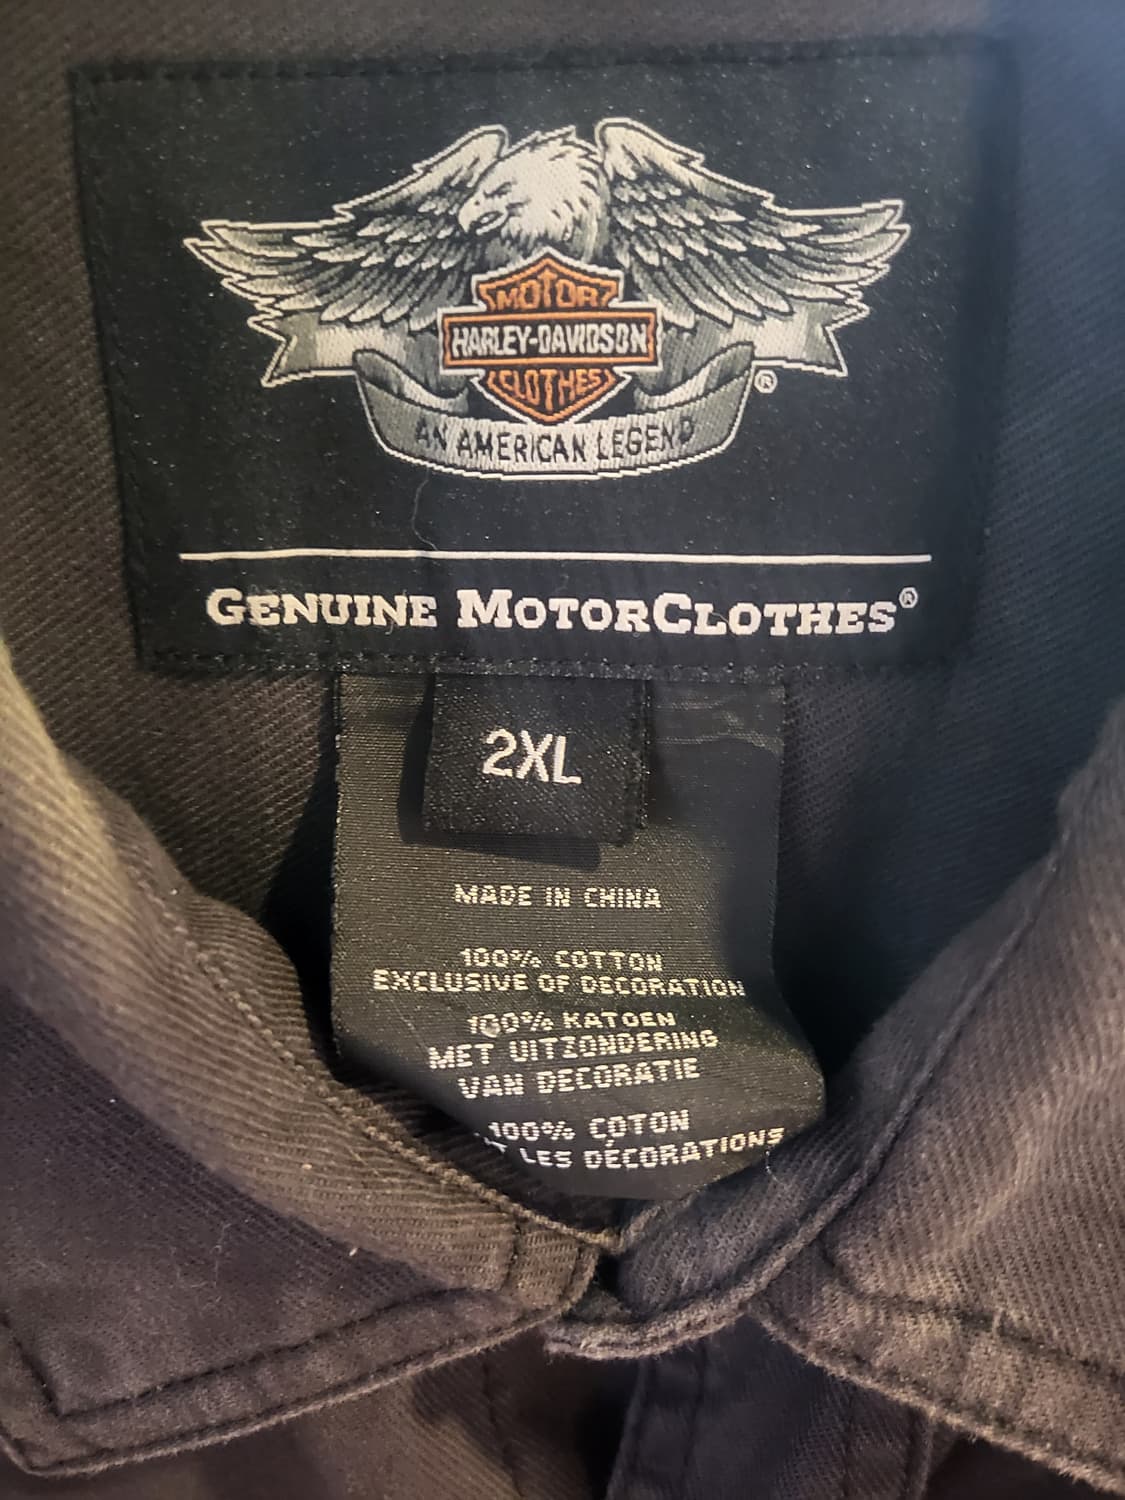 MOTOR
HARLEY-DAVIDSON
CLOTHES
®
AN AMERICAN LEGEND
GENUINE MOTORCLOTHES®
2XL
MADE IN CHINA
100% COTTON
EXCLUSIVE OF DECORATION
100% KATOEN
MET UITZONDERING
VAN DECORATIE
100% COTON
LES DÉCORATIONS